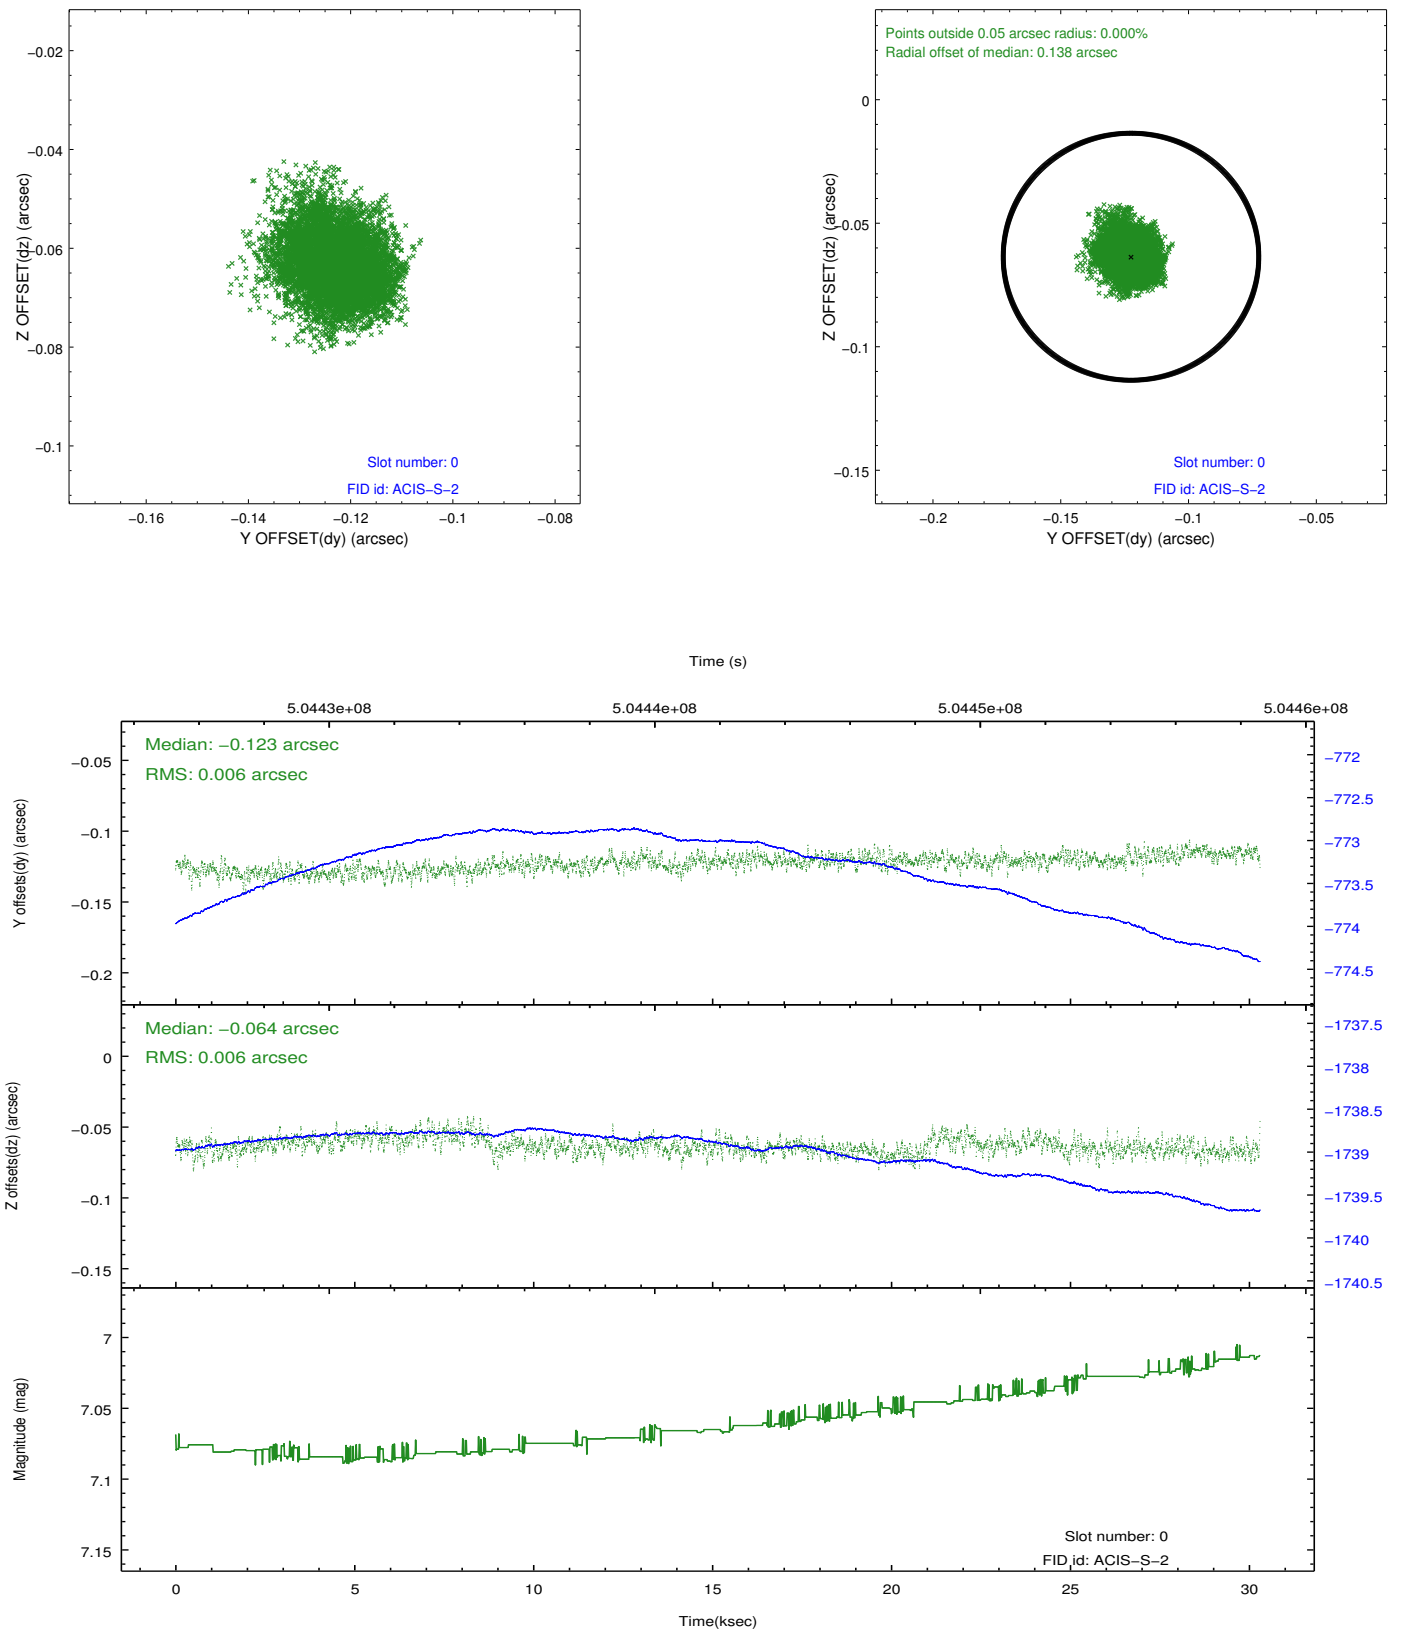 −0.02
−0.04
−0.06
−0.08
−0.1
Z OFFSET(dz) (arcsec)
Slot number: 0
FID id: ACIS−S−2
−0.16 −0.14 −0.12 −0.1 −0.08
Y OFFSET(dy) (arcsec)
Points outside 0.05 arcsec radius: 0.000%
Radial offset of median: 0.138 arcsec
0
−0.05
−0.1
−0.15
Z OFFSET(dz) (arcsec)
Slot number: 0
FID id: ACIS−S−2
−0.2 −0.15 −0.1 −0.05
Y OFFSET(dy) (arcsec)
Time (s)
5.0443e+08 5.0444e+08 5.0445e+08 5.0446e+08
Median: −0.123 arcsec
RMS: 0.006 arcsec
−0.05
−0.1
−0.15
−0.2
Y offsets(dy) (arcsec)
−772
−772.5
−773
−773.5
−774
−774.5
Median: −0.064 arcsec
RMS: 0.006 arcsec
0
−0.05
−0.1
−0.15
Z offsets(dz) (arcsec)
−1737.5
−1738
−1738.5
−1739
−1739.5
−1740
−1740.5
7
7.05
7.1
7.15
Magnitude (mag)
Slot number: 0
FID id: ACIS−S−2
0 5 10 15 20 25 30
Time(ksec)